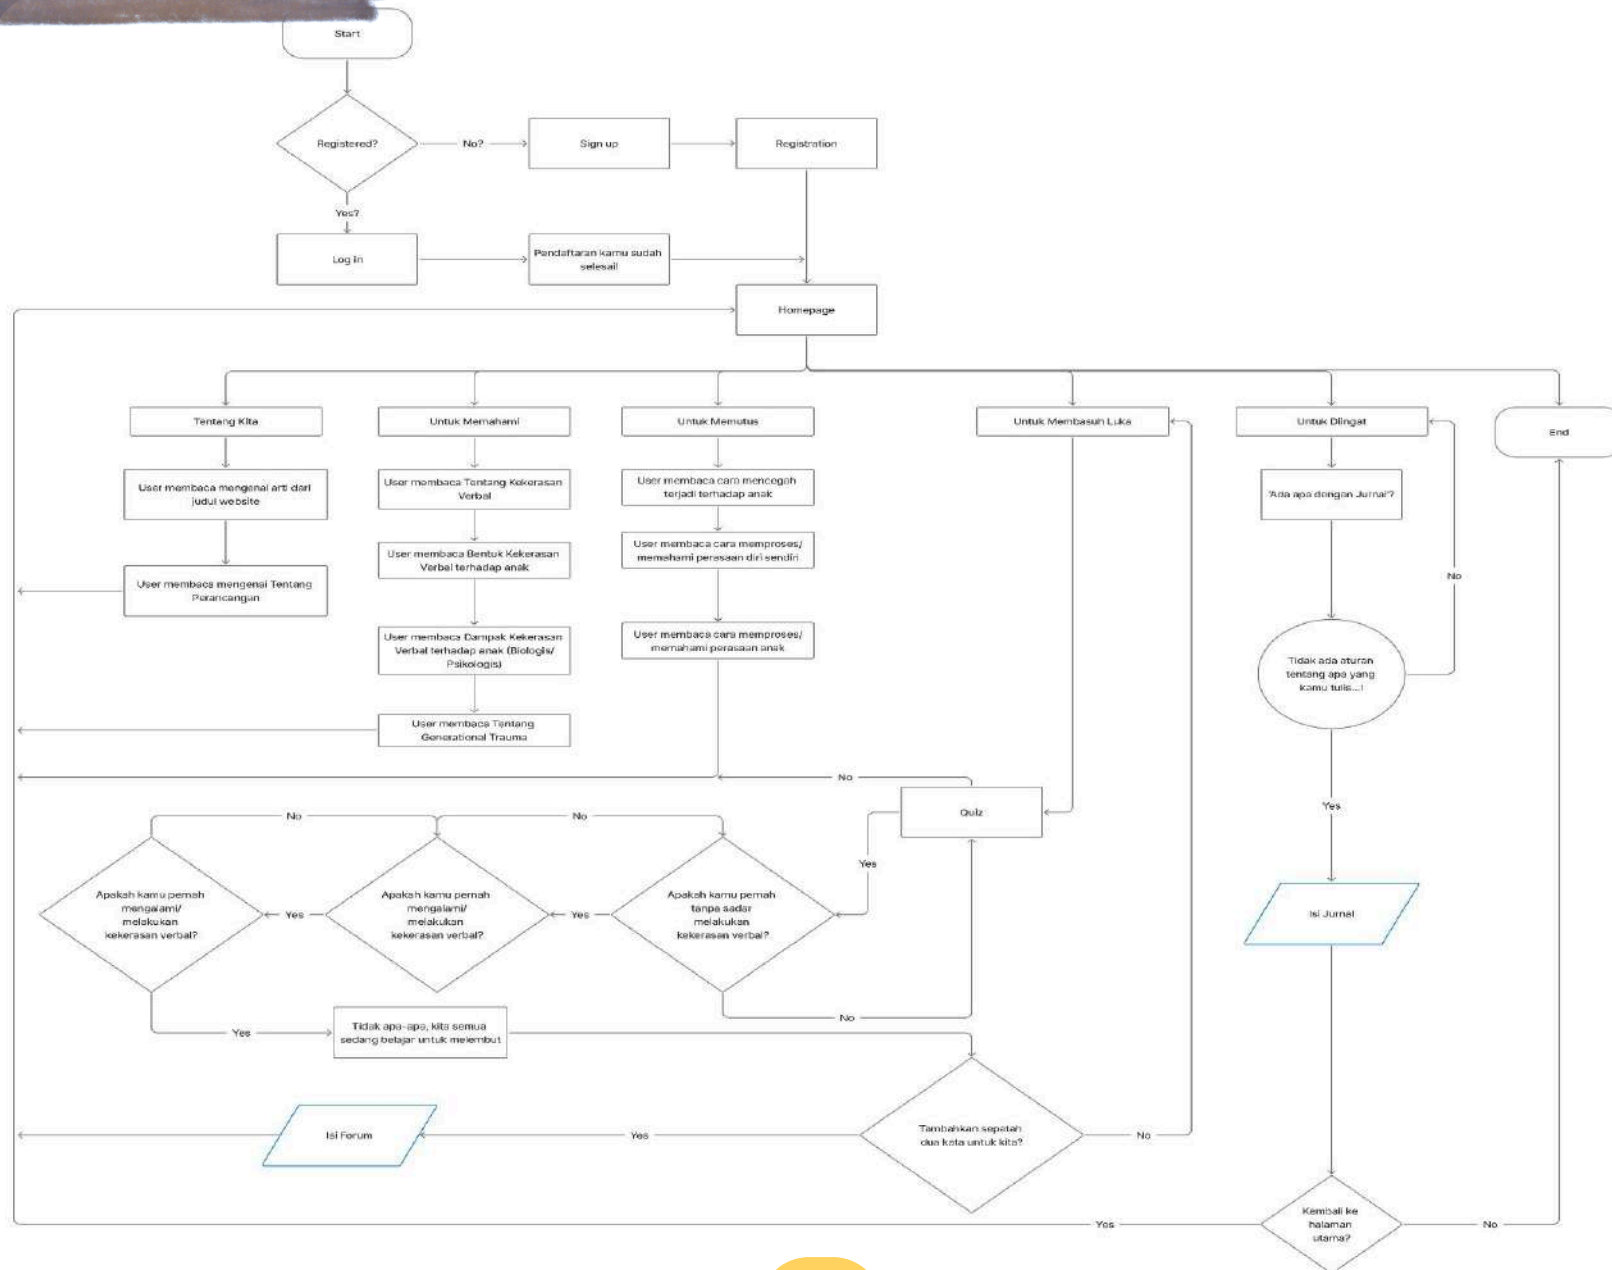 Start
Registered?
No?
Sign up
Registration
Yes?
Log in
Pendaftaran kamu sudah
selesai!
Homepage
Tentang Kita
Untuk Memahami
Untuk Memutus
Untuk Membasuh Luka
Untuk Diingat
End
User membaca mengenai arti dari
judul website
User membaca mengenai Tentang
Perancangan
User membaca Tentang Kekerasan
Verbal
User membaca Bentuk Kekerasan
Verbal terhadap anak
User membaca Dampak Kekerasan
Verbal terhadap anak (Biologis/
Psikologis)
User membaca Tentang
Generational Trauma
User membaca cara mencegah
terjadi terhadap anak
User membaca cara memproses/
memahami perasaan diri sendiri
User membaca cara memproses/
memahami perasaan anak
'Ada apa dengan Jurnal'?
No
Tidak ada aturan
tentang apa yang
kamu tulis...!
Yes
Isi Jurnal
No
Quiz
No
No
Yes
Apakah kamu pernah
mengalami/
melakukan
kekerasan verbal?
Yes
Apakah kamu pernah
mengalami/
melakukan
kekerasan verbal?
Yes
Apakah kamu pernah
tanpa sadar
melakukan
kekerasan verbal?
No
Yes
Tidak apa-apa, kita semua
sedang belajar untuk melembut
Isi Forum
Yes
Tambahkan sepatah
dua kata untuk kita?
No
Yes
Kembali ke
halaman
utama?
No